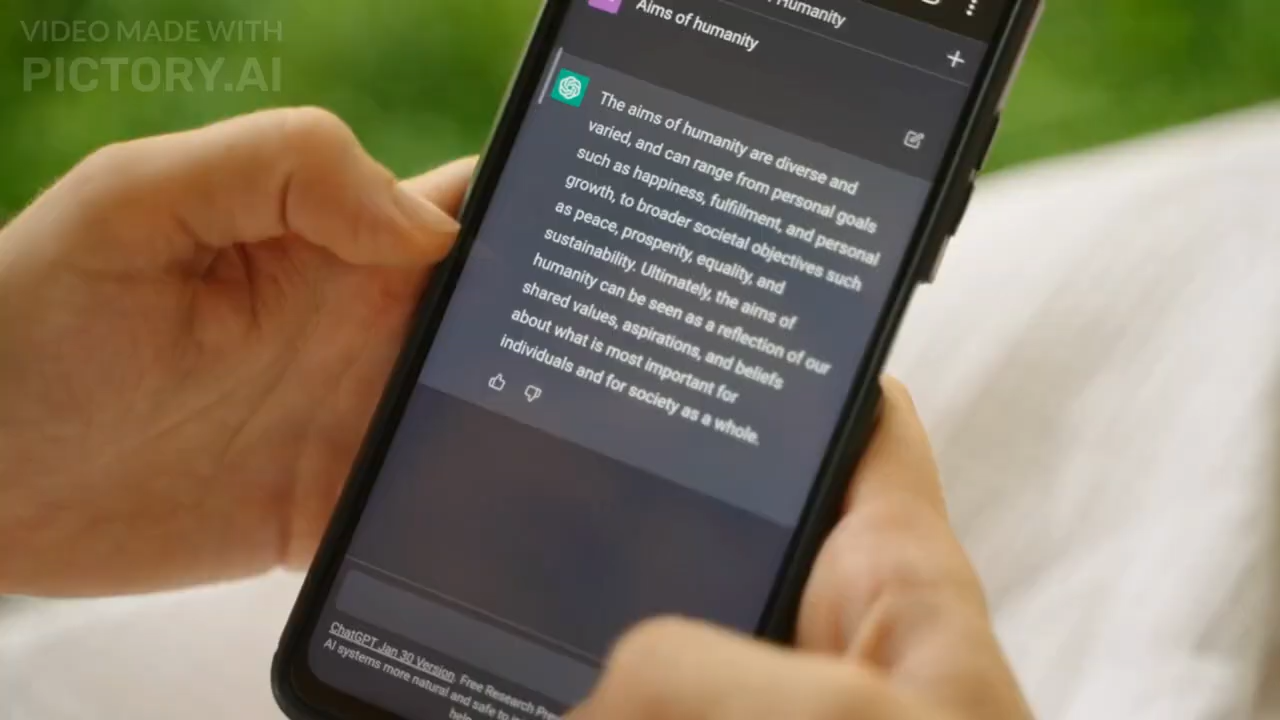 VIDEO MADE WITH
PICTORY.AI
Humanity
Aims of humanity
The aims of humanity are diverse and
varied, and can range from personal goals
such as happiness, fulfillment, and personal
growth, to broader societal objectives such
as peace, prosperity, equality, and
sustainability. Ultimately, the aims of
humanity can be seen as a reflection of our
shared values, aspirations, and beliefs
about what is most important for
individuals and for society as a whole.
ChatGPT Jan 30 Version. Free Research
AI systems more natural and safe to